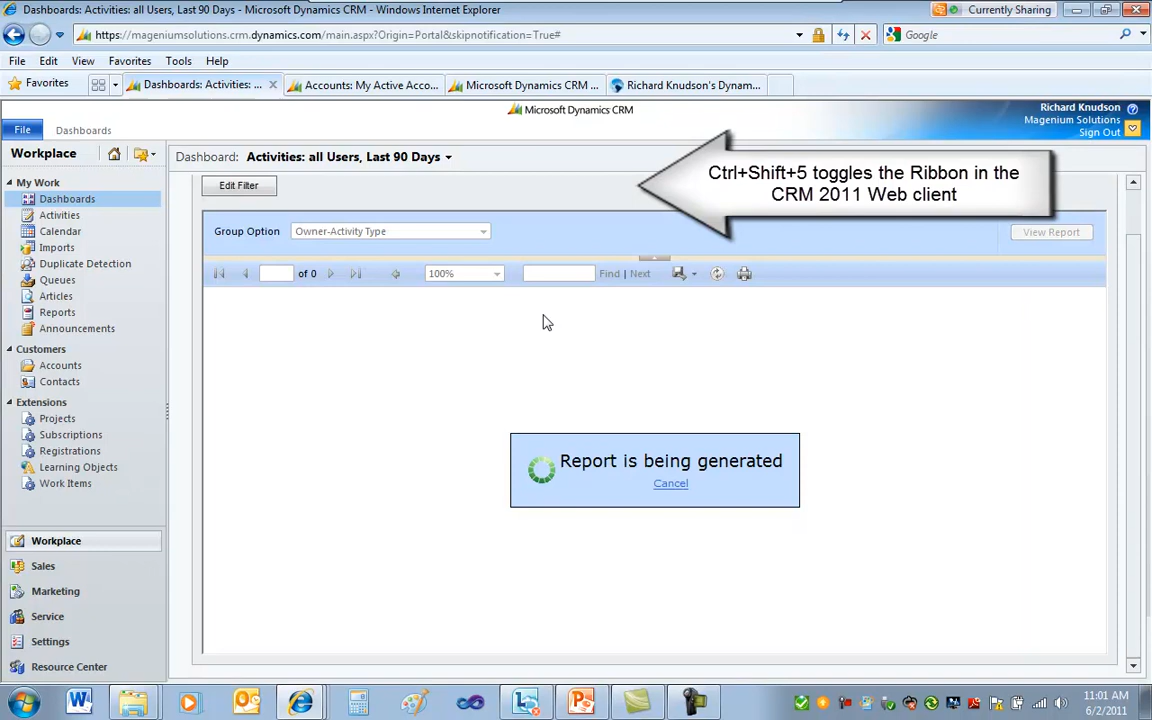 Dashboards: Activities: all Users, Last 90 Days - Microsoft Dynamics CRM - Windows Internet Explorer
Currently Sharing
https://mageniumsolutions.crm.dynamics.com/main.aspx?Origin=Portal&skipnotification=True#
Google
File Edit View Favorites Tools Help
Favorites
Dashboards: Activities: ...
Accounts: My Active Acco...
Microsoft Dynamics CRM ...
Richard Knudson's Dynam...
Microsoft Dynamics CRM
Richard Knudson
Magenium Solutions
Sign Out
File
Dashboards
Workplace
Dashboard: Activities: all Users, Last 90 Days
Ctrl+Shift+5 toggles the Ribbon in the
CRM 2011 Web client
My Work
Dashboards
Activities
Calendar
Imports
Duplicate Detection
Queues
Articles
Reports
Announcements
Customers
Accounts
Contacts
Extensions
Projects
Subscriptions
Registrations
Learning Objects
Work Items
Workplace
Sales
Marketing
Service
Settings
Resource Center
Edit Filter
Group Option
Owner-Activity Type
View Report
of 0
100%
Find | Next
Report is being generated
Cancel
11:01 AM
6/2/2011